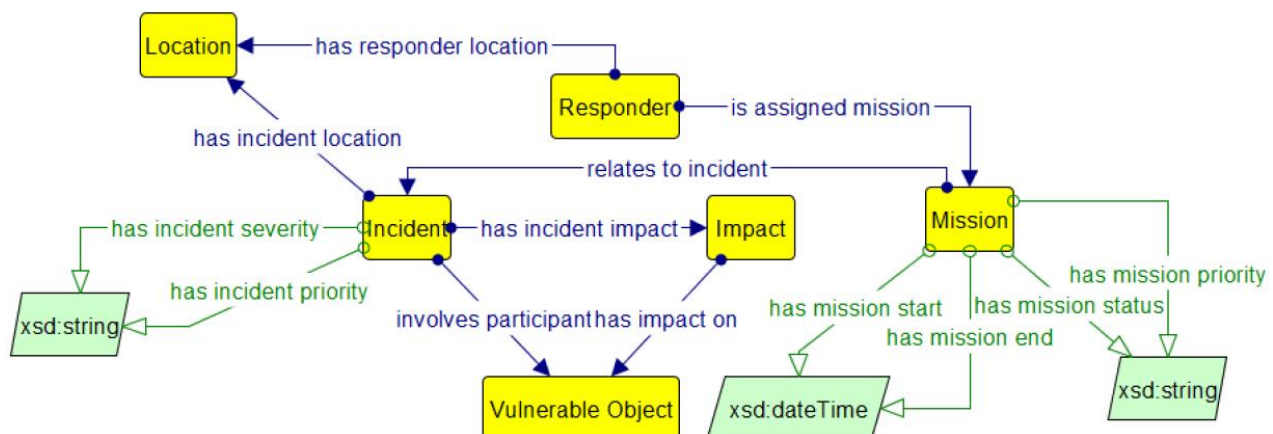 Location
has responder location
Responder
is assigned mission
has incident location
relates to incident
has incident severity
Incident
has incident impact
Impact
Mission
has mission priority
has incident priority
has mission start
has mission status
xsd:string
involves participant
has impact on
has mission end
Vulnerable Object
xsd:dateTime
xsd:string